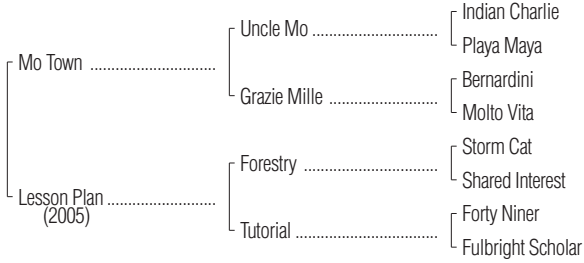 Indian Charlie
Uncle Mo
Playa Maya
Mo Town
Bernardini
Grazie Mille
Molto Vita
Storm Cat
Forestry
Shared Interest
Lesson Plan
(2005)
Forty Niner
Tutorial
Fulbright Scholar